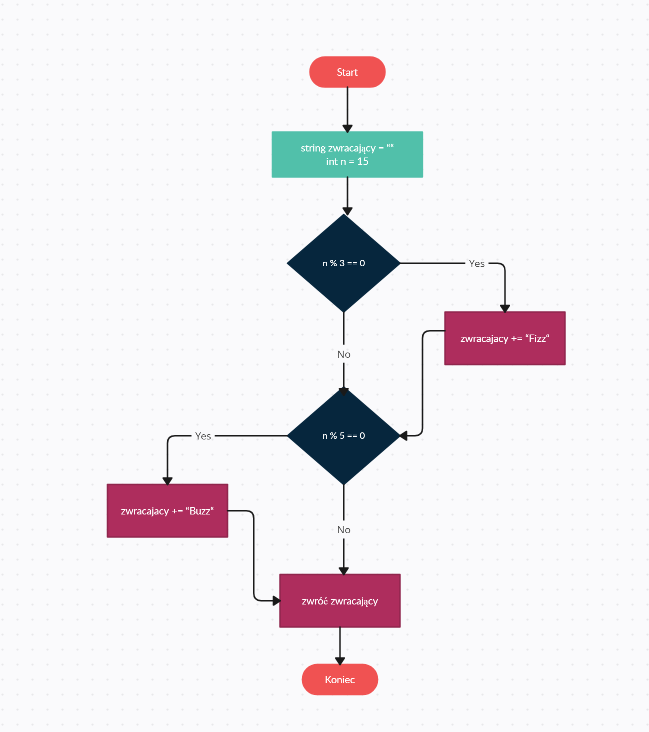 Start
string zwracający = ""
int n = 15
n % 3 == 0
Yes
zwracajacy += "Fizz"
No
n % 5 == 0
Yes
zwracajacy += "Buzz"
No
zwróć zwracający
Koniec